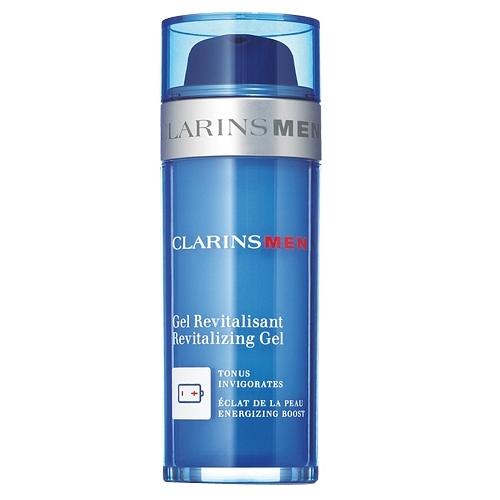 CLARINSMEN
CLARINSMEN
Gel Revitalisant
Revitalizing Gel
TONUS
INVIGORATES
- +
ÉCLAT DE LA PEAU
ENERGIZING BOOST